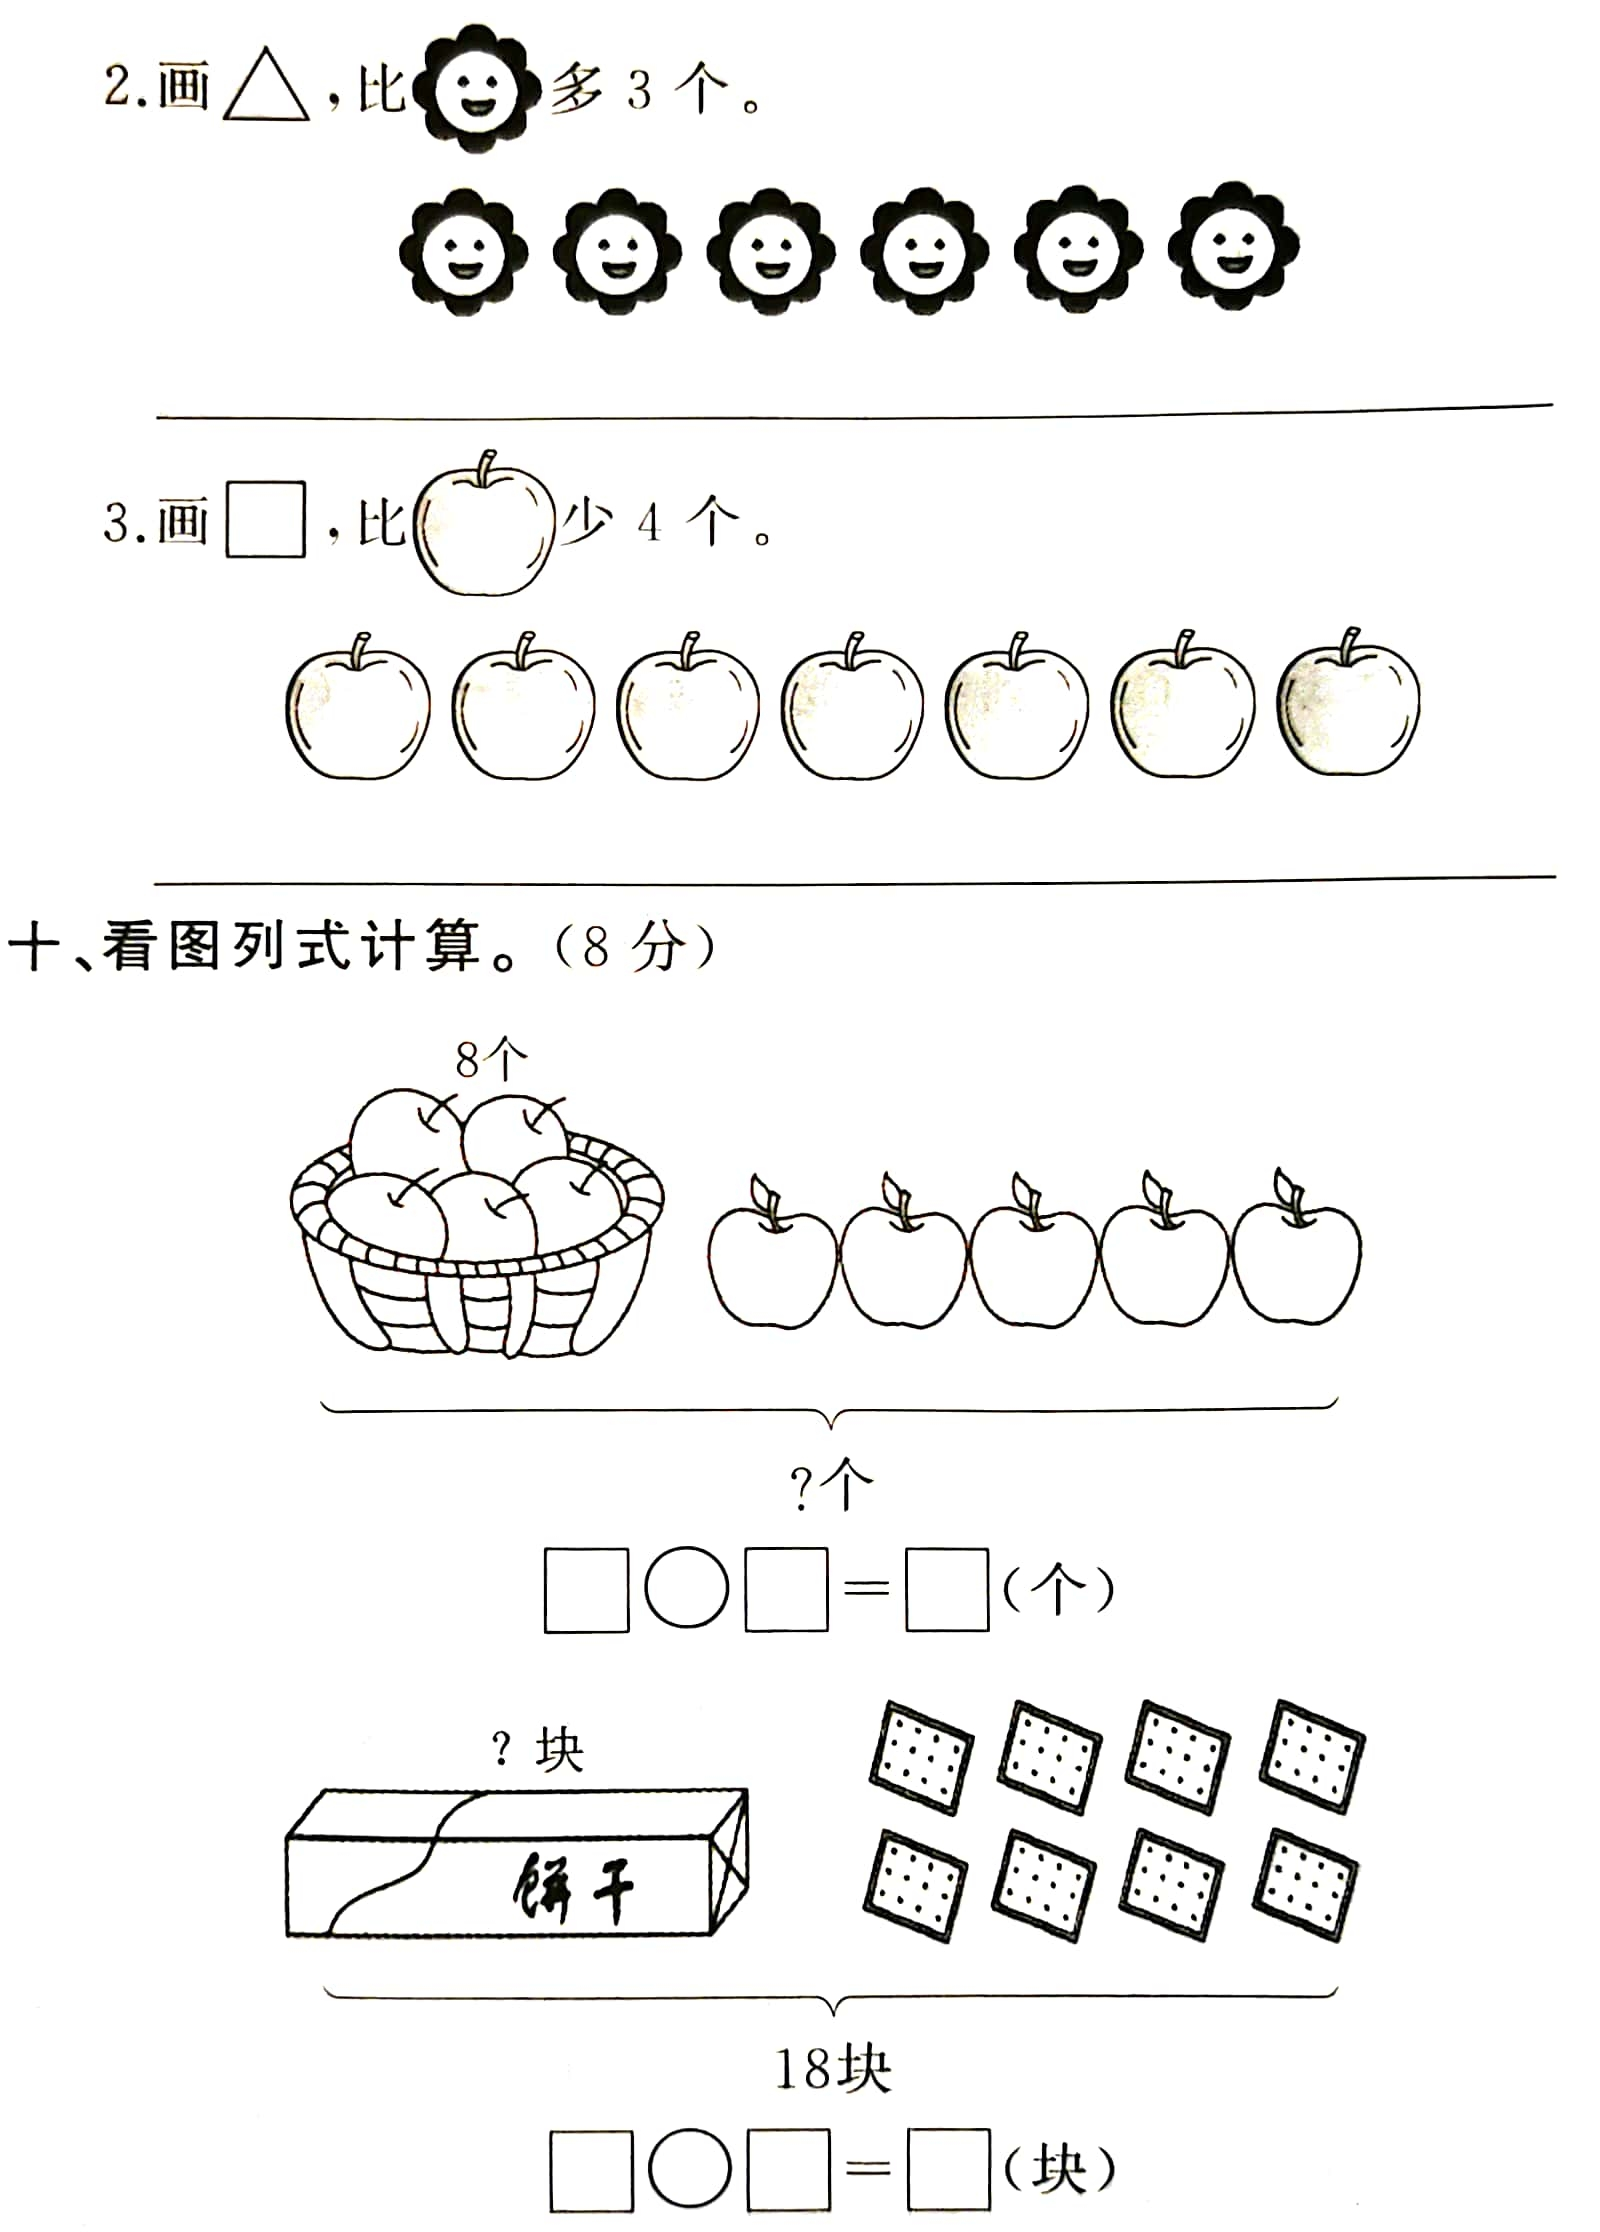 2.画△,比多 3 个。
3.画□,比少 4 个。
十、看图列式计算。(8 分)
8个
?个
□○□=□(个)
? 块
饼干
18块
□○□=□(块)